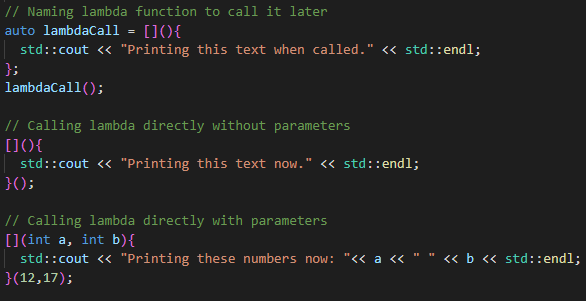 // Naming lambda function to call it later
auto lambdaCall = [](){
  std::cout << "Printing this text when called." << std::endl;
};
lambdaCall();

// Calling lambda directly without parameters
[](){
  std::cout << "Printing this text now." << std::endl;
}();

// Calling lambda directly with parameters
[](int a, int b){
  std::cout << "Printing these numbers now: "<< a << " " << b << std::endl;
}(12,17);